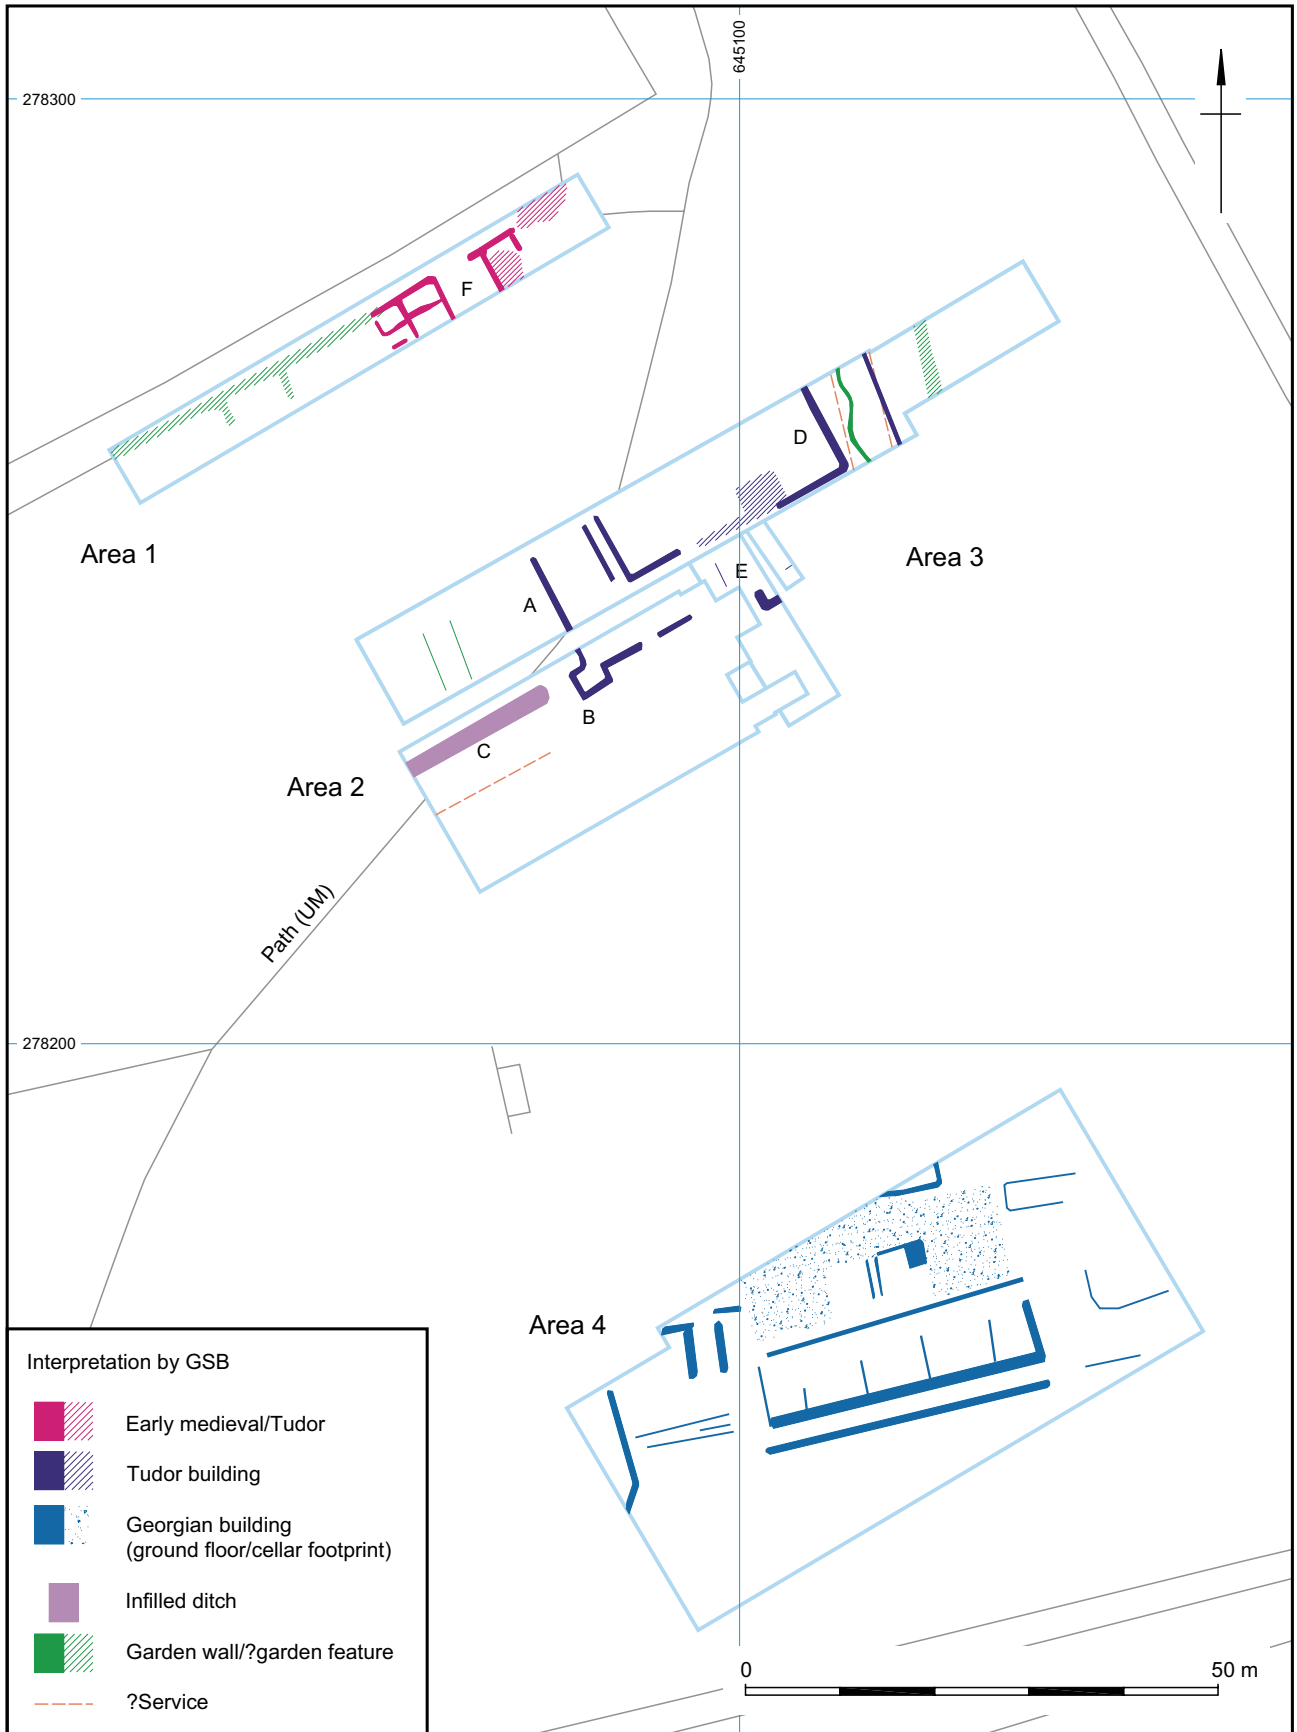 645100
278300
F
Area 1
D
Area 3
E
A
B
C
Area 2
Path (UM)
278200
Area 4
Interpretation by GSB
Early medieval/Tudor
Tudor building
Georgian building
(ground floor/cellar footprint)
Infilled ditch
Garden wall/?garden feature
?Service
0 50 m